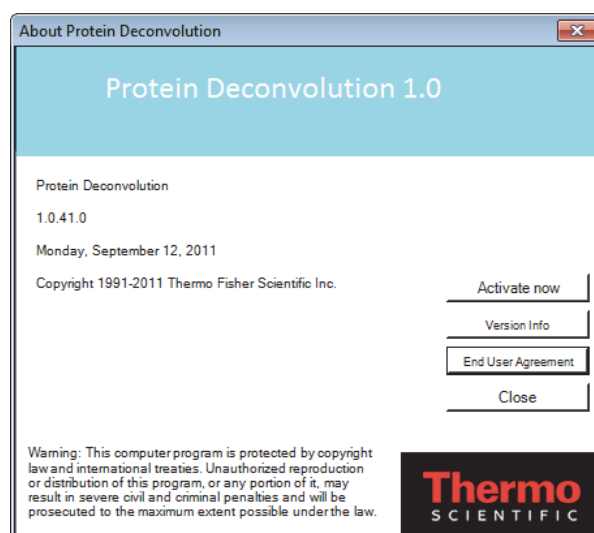 About Protein Deconvolution
Protein Deconvolution 1.0
Protein Deconvolution
1.0.41.0
Monday, September 12, 2011
Copyright 1991-2011 Thermo Fisher Scientific Inc.
Activate now
Version Info
End User Agreement
Close
Warning: This computer program is protected by copyright
law and international treaties. Unauthorized reproduction
or distribution of this program, or any portion of it, may
result in severe civil and criminal penalties and will be
prosecuted to the maximum extent possible under the law.
Thermo
SCIENTIFIC